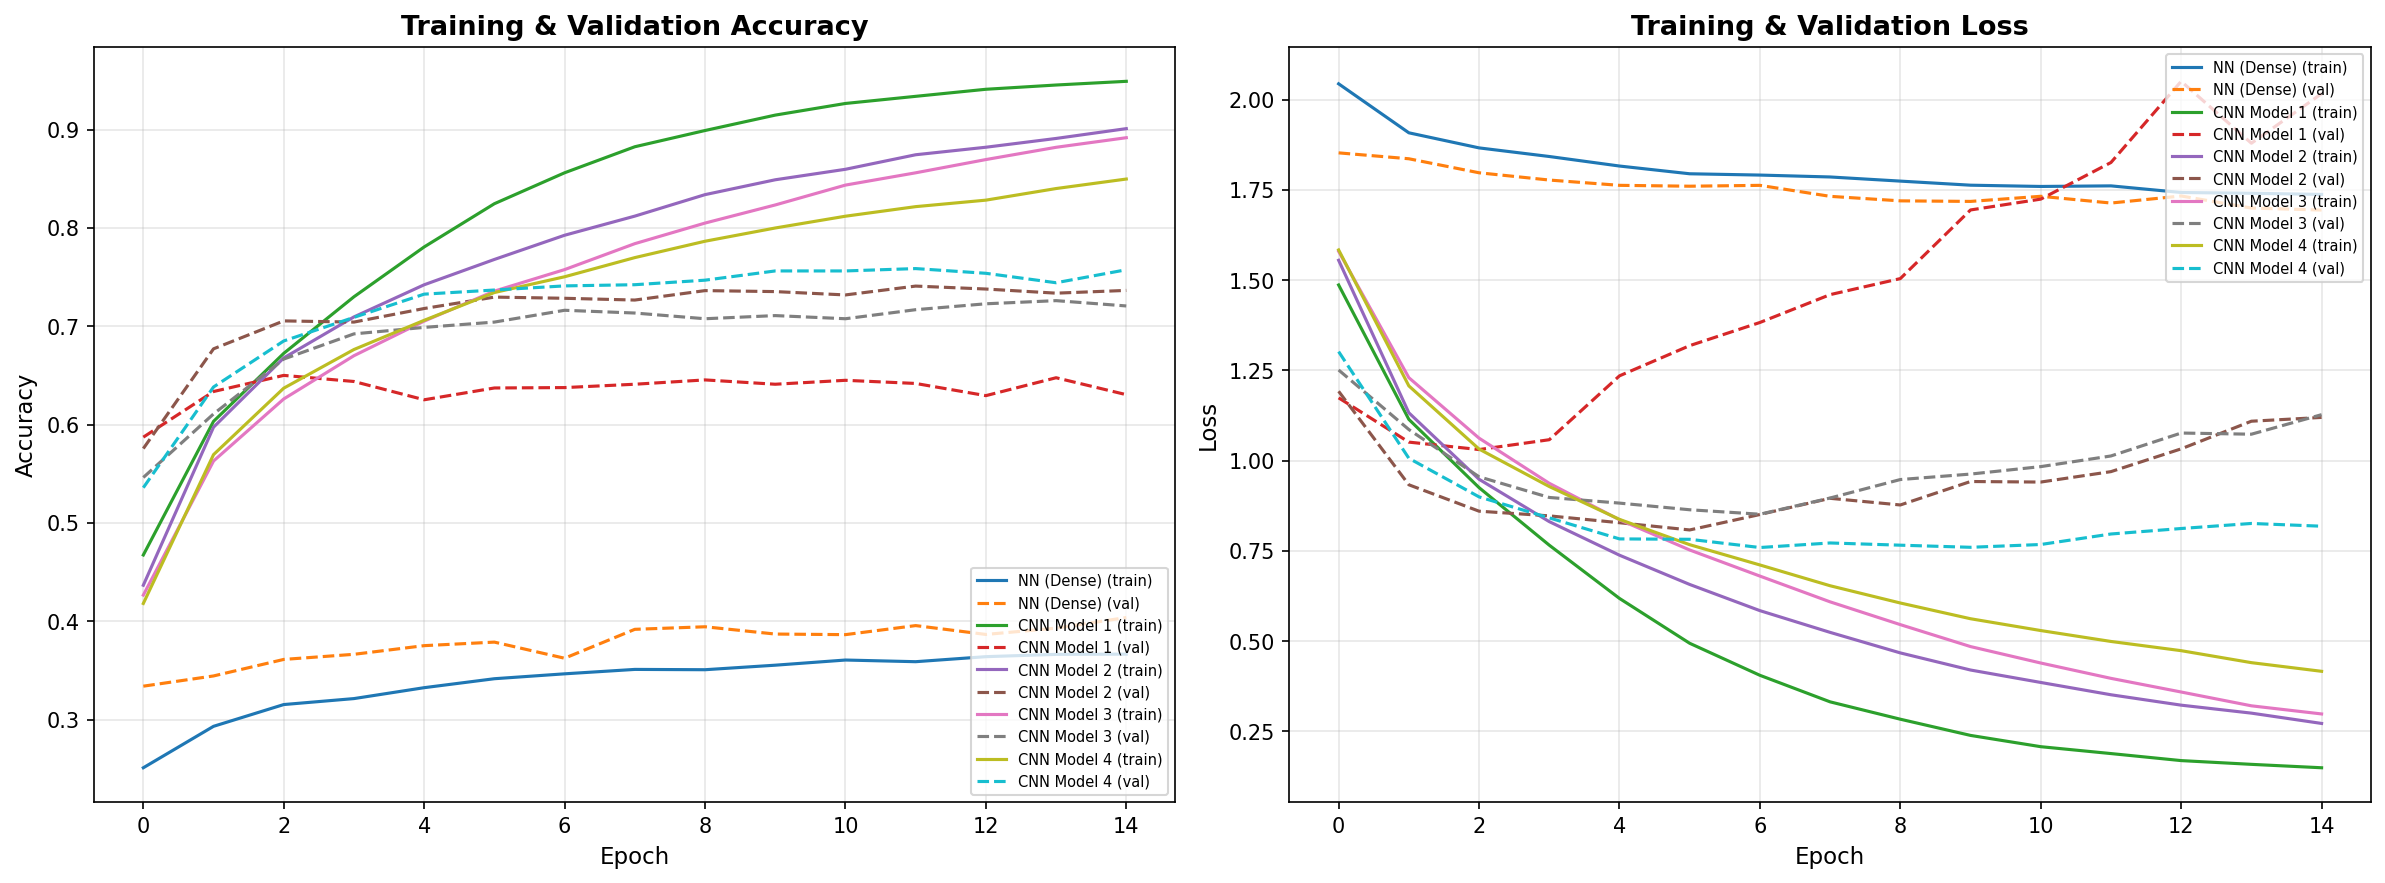 Training & Validation Accuracy
Accuracy
0.9
0.8
0.7
0.6
0.5
0.4
0.3
0
2
4
6
8
10
12
14
Epoch
NN (Dense) (train)
NN (Dense) (val)
CNN Model 1 (train)
CNN Model 1 (val)
CNN Model 2 (train)
CNN Model 2 (val)
CNN Model 3 (train)
CNN Model 3 (val)
CNN Model 4 (train)
CNN Model 4 (val)
Training & Validation Loss
Loss
2.00
1.75
1.50
1.25
1.00
0.75
0.50
0.25
0
2
4
6
8
10
12
14
Epoch
NN (Dense) (train)
NN (Dense) (val)
CNN Model 1 (train)
CNN Model 1 (val)
CNN Model 2 (train)
CNN Model 2 (val)
CNN Model 3 (train)
CNN Model 3 (val)
CNN Model 4 (train)
CNN Model 4 (val)